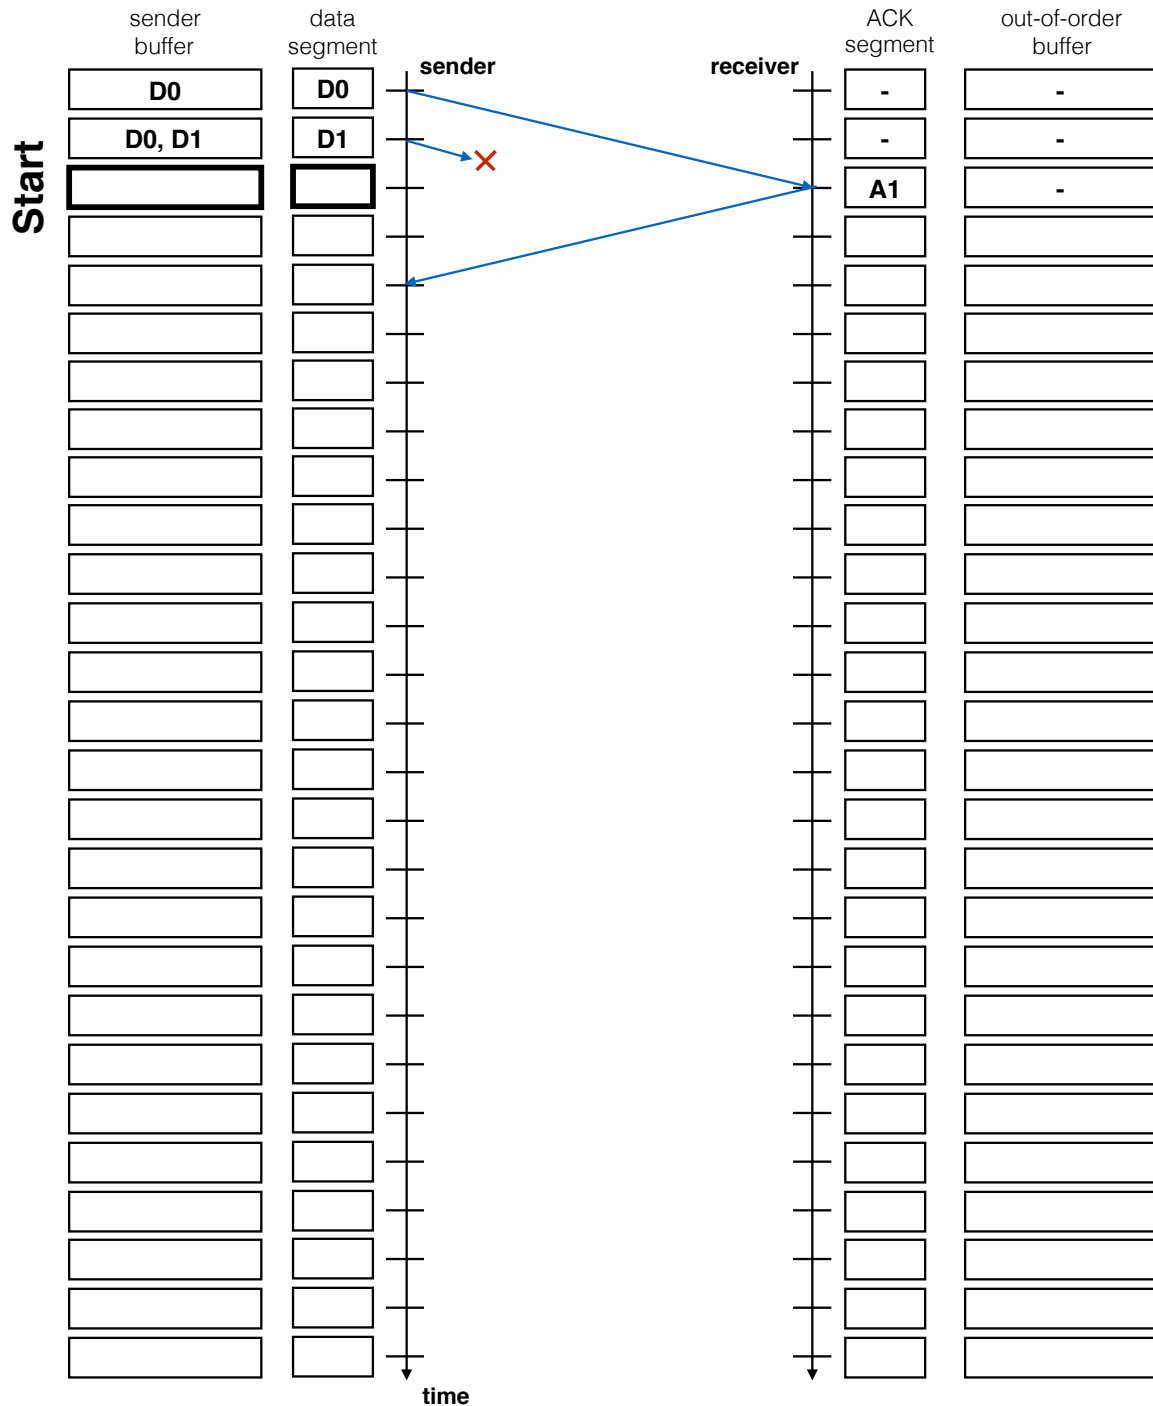 sender
buffer
data
segment
sender
receiver
ACK
segment
out-of-order
buffer
D0
D0
-
-
D0, D1
D1
-
-
Start
A1
-
time